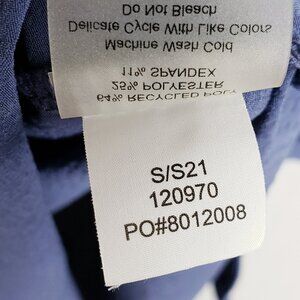 Do Not Bleach
Delicate Cycle With Like Colors
Machine Wash Cold
11% SPANDEX
25% POLYESTER
64% RECYCLED POLY
S/S21
120970
PO#8012008